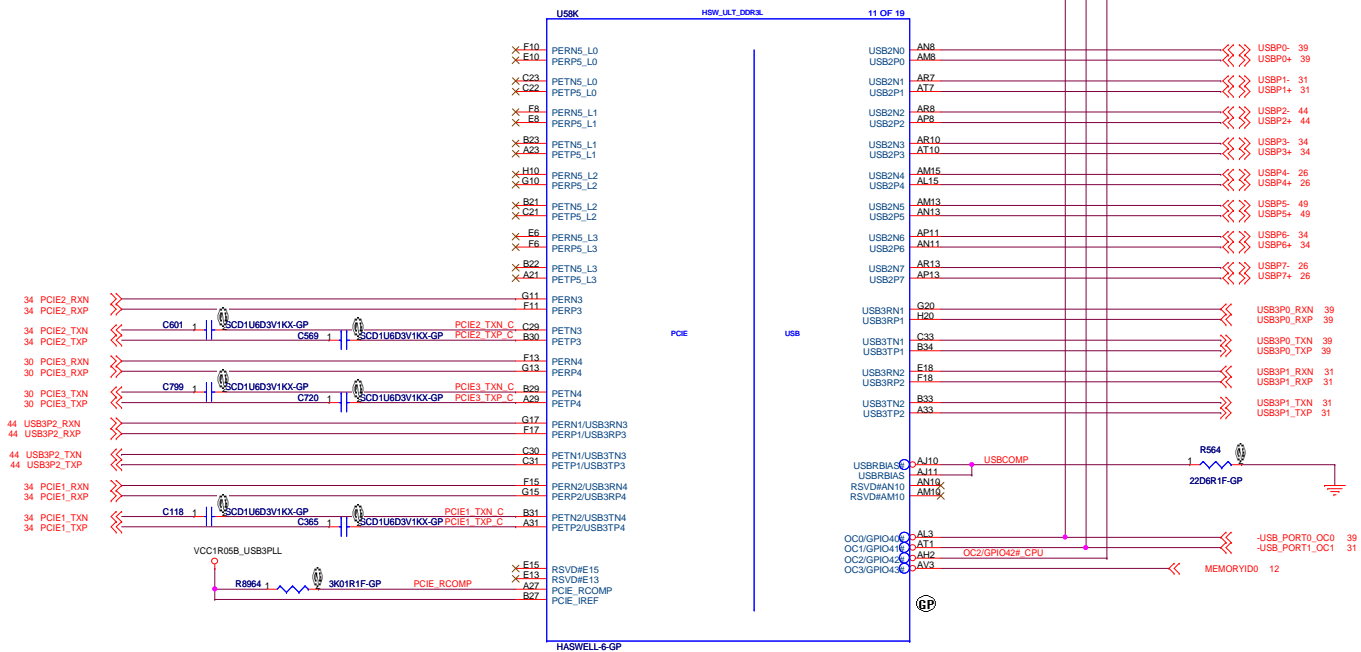 U58K HSW_ULT_DDR3L 11 OF 19
F10 PERN5_L0 USB2N0 AN8 USBP0- 39
E10 PERP5_L0 USB2P0 AM8 USBP0+ 39
C23 PETN5_L0 USB2N1 AR7 USBP1- 31
C22 PETP5_L0 USB2P1 AT7 USBP1+ 31
F8 PERN5_L1 USB2N2 AR8 USBP2- 44
E8 PERP5_L1 USB2P2 AP8 USBP2+ 44
B23 PETN5_L1 USB2N3 AR10 USBP3- 34
A23 PETP5_L1 USB2P3 AT10 USBP3+ 34
H10 PERN5_L2 USB2N4 AM15 USBP4- 26
G10 PERP5_L2 USB2P4 AL15 USBP4+ 26
B21 PETN5_L2 USB2N5 AM13 USBP5- 49
C21 PETP5_L2 USB2P5 AN13 USBP5+ 49
E6 PERN5_L3 USB2N6 AP11 USBP6- 34
F6 PERP5_L3 USB2P6 AN11 USBP6+ 34
B22 PETN5_L3 USB2N7 AR13 USBP7- 26
A21 PETP5_L3 USB2P7 AP13 USBP7+ 26
34 PCIE2_RXN G11 PERN3 USB3RN1 G20 USB3P0_RXN 39
34 PCIE2_RXP F11 PERP3 USB3RP1 H20 USB3P0_RXP 39
34 PCIE2_TXN C601 1 SCD1U6D3V1KX-GP PCIE2_TXN_C C29 PETN3 PCIE USB USB3TN1 C33 USB3P0_TXN 39
34 PCIE2_TXP C569 1 SCD1U6D3V1KX-GP PCIE2_TXP_C B30 PETP3 USB3TP1 B34 USB3P0_TXP 39
30 PCIE3_RXN F13 PERN4 USB3RN2 E18 USB3P1_RXN 31
30 PCIE3_RXP G13 PERP4 USB3RP2 F18 USB3P1_RXP 31
30 PCIE3_TXN C799 1 SCD1U6D3V1KX-GP PCIE3_TXN_C B29 PETN4 USB3TN2 B33 USB3P1_TXN 31
30 PCIE3_TXP C720 1 SCD1U6D3V1KX-GP PCIE3_TXP_C A29 PETP4 USB3TP2 A33 USB3P1_TXP 31
44 USB3P2_RXN G17 PERN1/USB3RN3
44 USB3P2_RXP F17 PERP1/USB3RP3
44 USB3P2_TXN C30 PETN1/USB3TN3
44 USB3P2_TXP C31 PETP1/USB3TP3
USBRBIAS# AJ10 USBCOMP 1 R564 22D6R1F-GP
USBRBIAS AJ11
34 PCIE1_RXN F15 PERN2/USB3RN4 RSVD#AN10 AN10
34 PCIE1_RXP G15 PERP2/USB3RP4 RSVD#AM10 AM10
34 PCIE1_TXN C118 1 SCD1U6D3V1KX-GP PCIE1_TXN_C B31 PETN2/USB3TN4
34 PCIE1_TXP C365 1 SCD1U6D3V1KX-GP PCIE1_TXP_C A31 PETP2/USB3TP4
OC0/GPIO40# AL3 -USB_PORT0_OC0 39
OC1/GPIO41# AT1 -USB_PORT1_OC1 31
OC2/GPIO42# AH2 OC2/GPIO42#_CPU
OC3/GPIO43# AV3 MEMORYID0 12
VCC1R05B_USB3PLL
E15 RSVD#E15
E13 RSVD#E13
R8964 1 3K01R1F-GP PCIE_RCOMP A27 PCIE_RCOMP
B27 PCIE_IREF
GP
HASWELL-6-GP